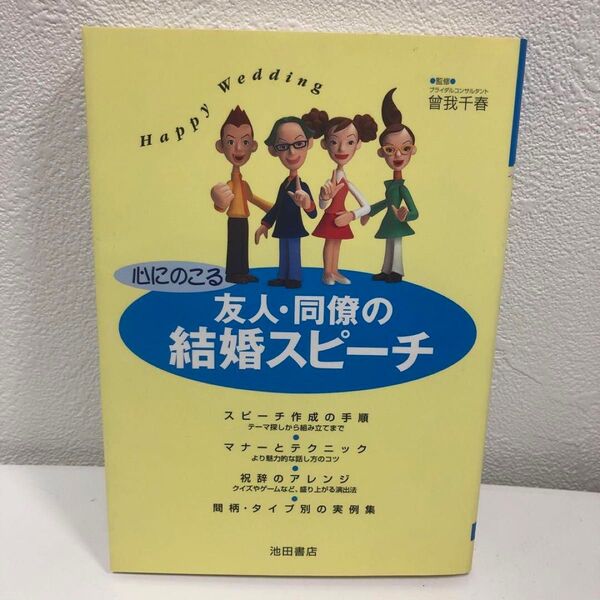 Happy Wedding
●監修●
ブライダルコンサルタント
曾我千春
心にのこる
友人・同僚の
結婚スピーチ
スピーチ作成の手順
テーマ探しから組み立てまで
マナーとテクニック
より魅力的な話し方のコツ
祝辞のアレンジ
クイズやゲームなど、盛り上がる演出法
間柄・タイプ別の実例集
池田書店